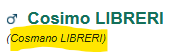 ♂ Cosimo LIBRERI
(Cosmano LIBRERI)